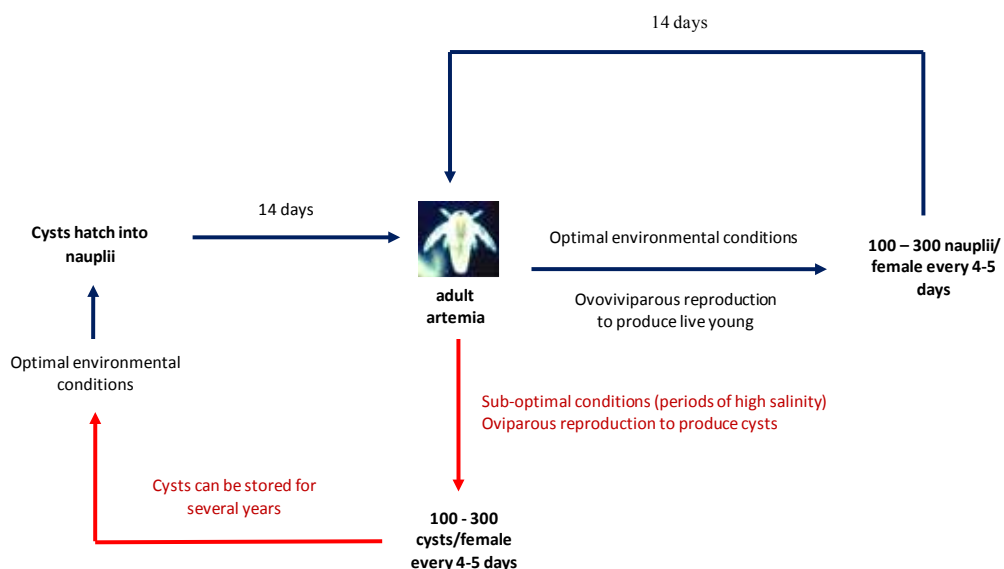 14 days
14 days
Cysts hatch into
nauplii
Optimal environmental conditions
100 – 300 nauplii/
female every 4-5
days
adult
artemia
Ovoviviparous reproduction
to produce live young
Optimal environmental
conditions
Sub-optimal conditions (periods of high salinity)
Oviparous reproduction to produce cysts
Cysts can be stored for
several years
100 - 300
cysts/female
every 4-5 days